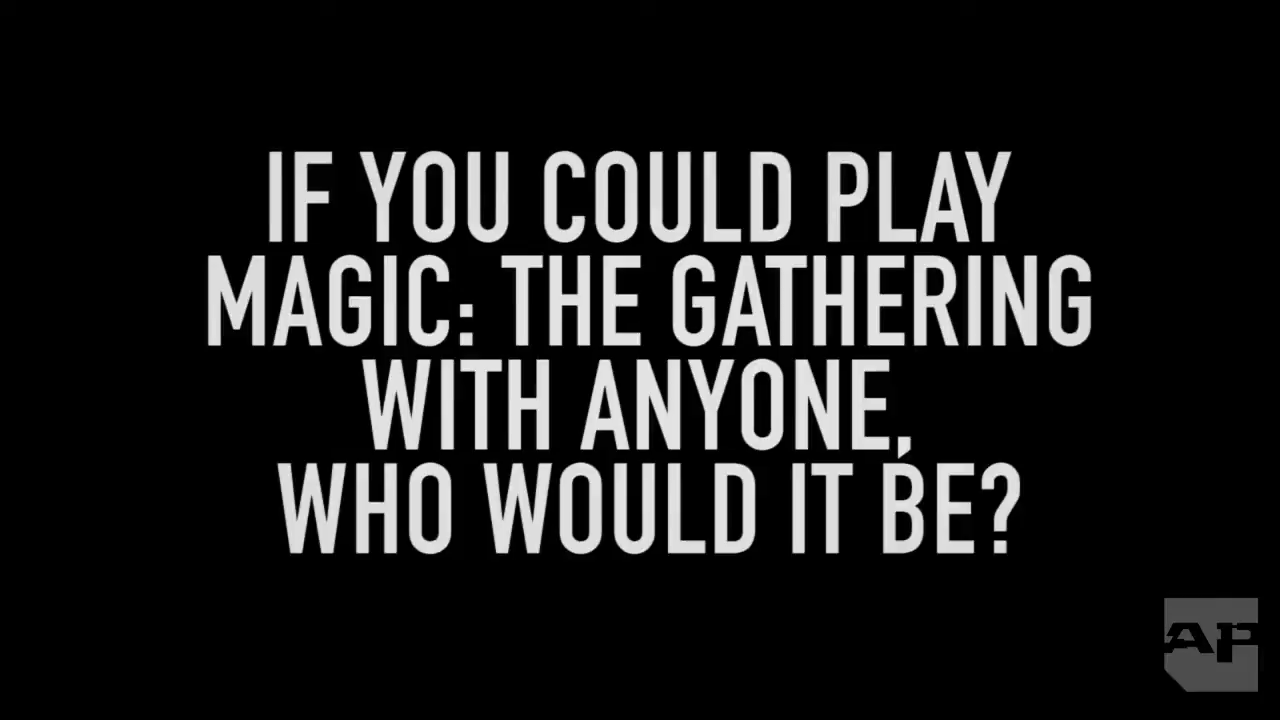 IF YOU COULD PLAY
MAGIC: THE GATHERING
WITH ANYONE,
WHO WOULD IT BE?
AP